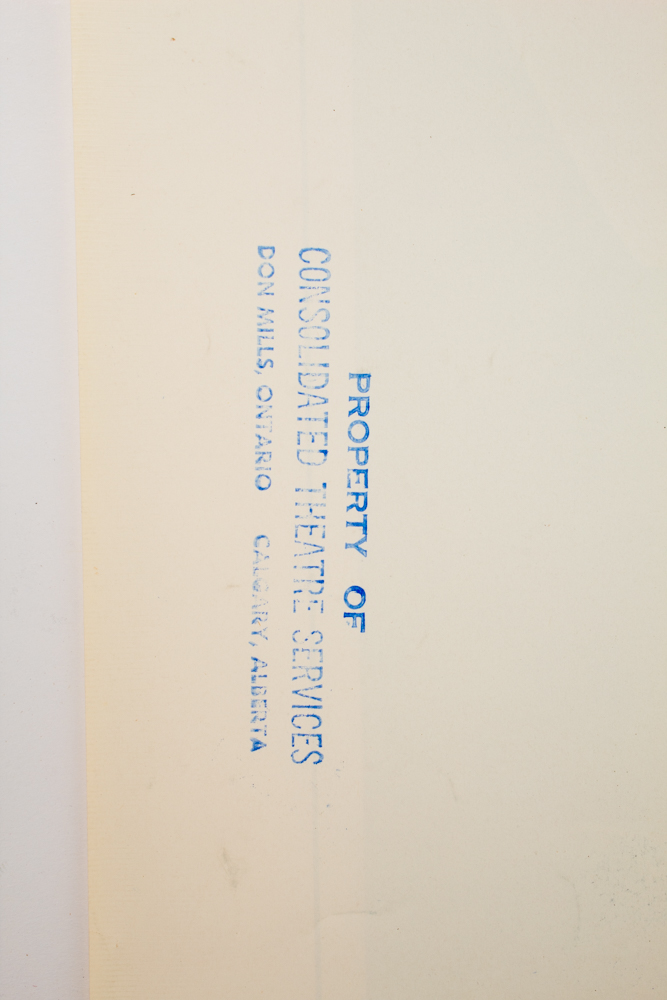 PROPERTY OF
CONSOLIDATED THEATRE SERVICES
DON MILLS, ONTARIO CALGARY, ALBERTA